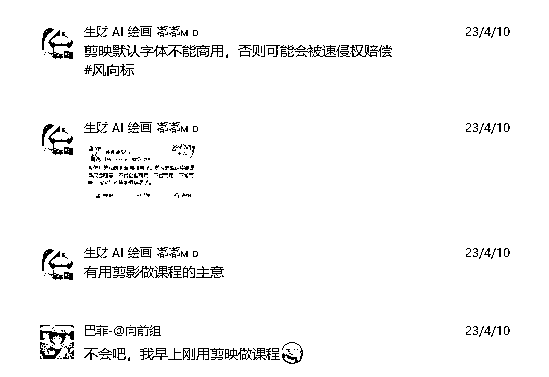 生财 AI 绘画 嘟嘟M D
23/4/10
剪映默认字体不能商用，否则可能会被速侵权赔偿
#风向标
生财 AI 绘画 嘟嘟M D
23/4/10
生财 AI 绘画 嘟嘟M D
23/4/10
有用剪影做课程的主意
巴菲-@向前组
23/4/10
不会吧，我早上刚用剪映做课程